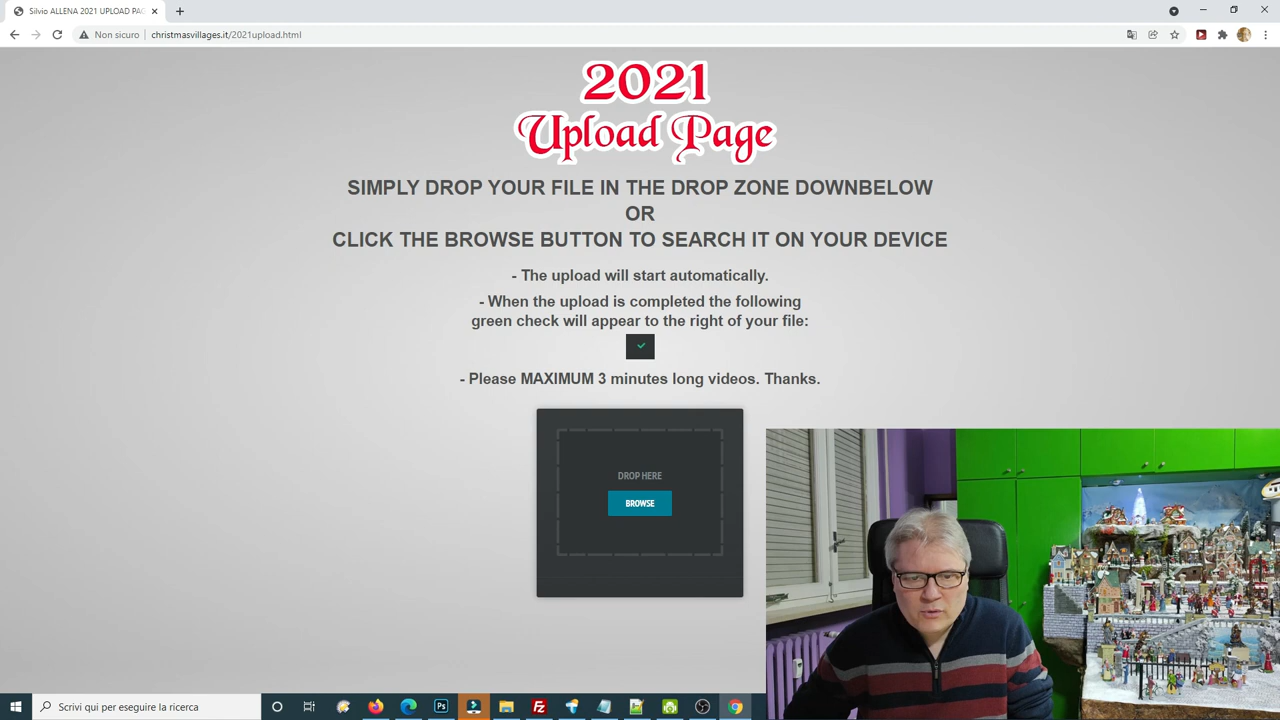 Silvio ALLENA 2021 UPLOAD PAG
Non sicuro
christmasvillages.it/2021upload.html
2021
Upload Page
SIMPLY DROP YOUR FILE IN THE DROP ZONE DOWNBELOW
OR
CLICK THE BROWSE BUTTON TO SEARCH IT ON YOUR DEVICE
- The upload will start automatically.
- When the upload is completed the following
green check will appear to the right of your file:
- Please MAXIMUM 3 minutes long videos. Thanks.
DROP HERE
BROWSE
Scrivi qui per eseguire la ricerca
Ps
Fz